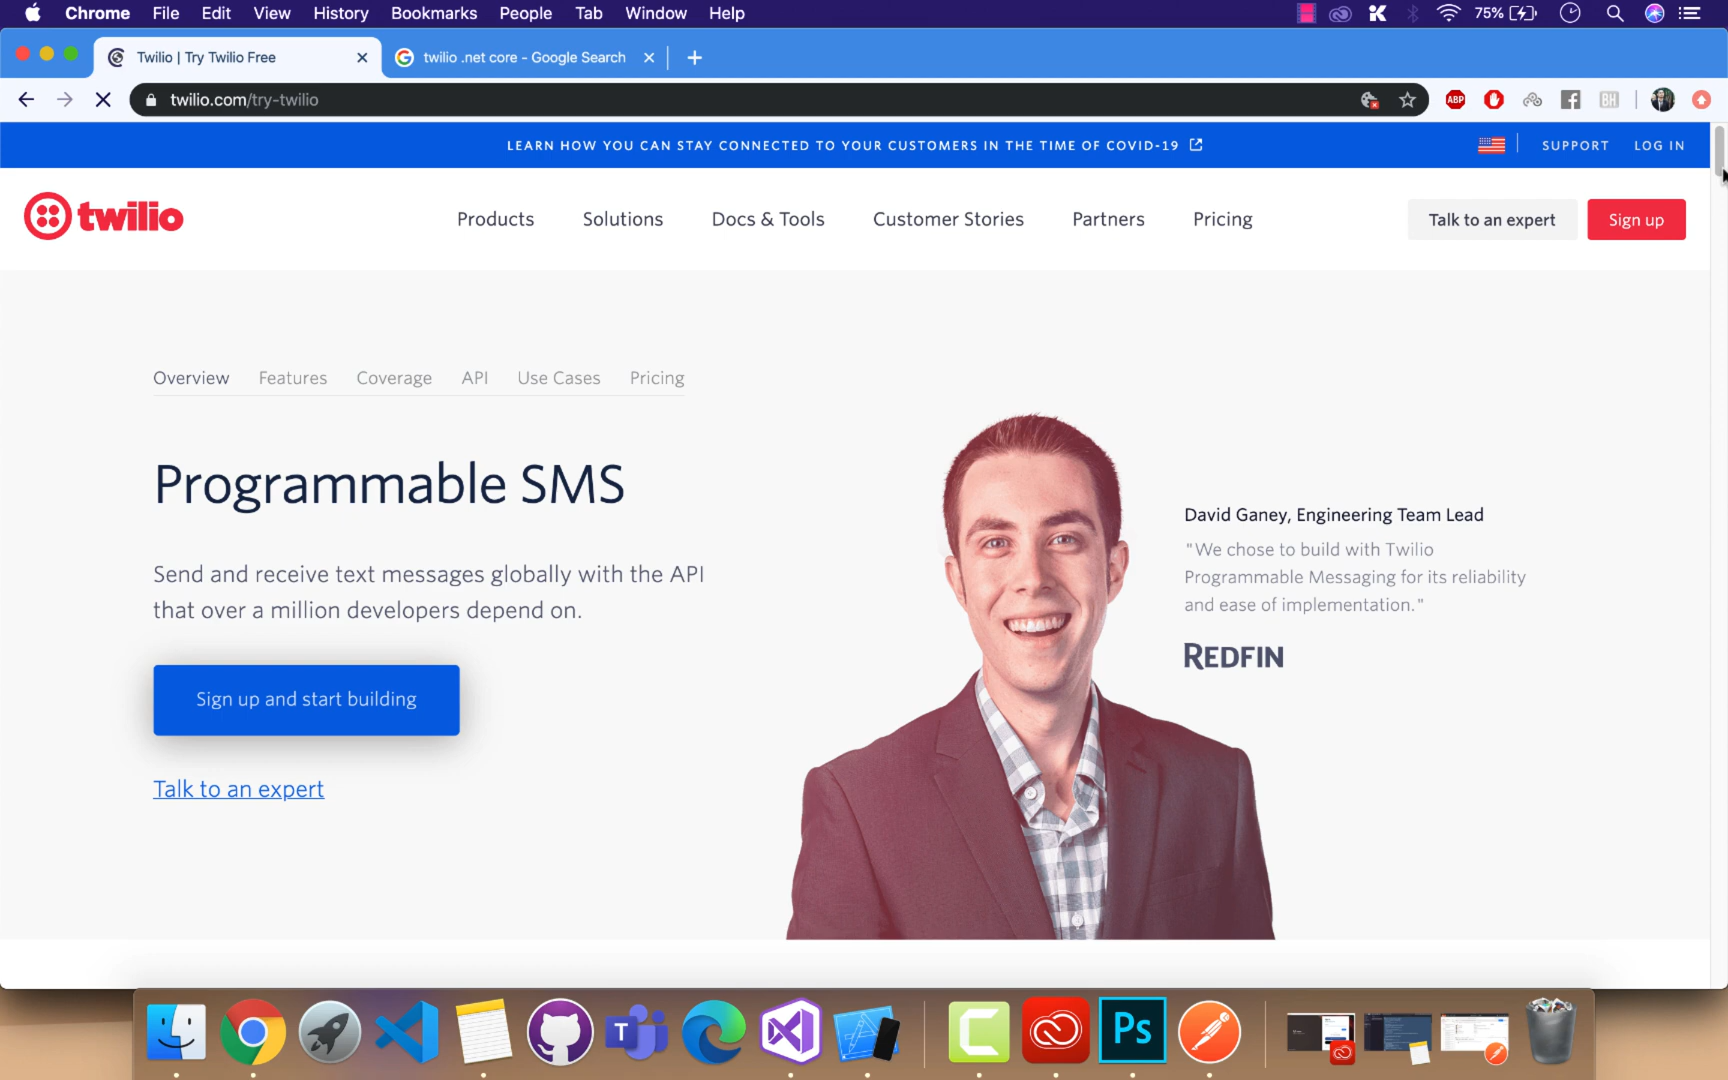 Chrome File Edit View History Bookmarks People Tab Window Help 75%
Twilio | Try Twilio Free
twilio .net core - Google Search
twilio.com/try-twilio
ABP
BH
LEARN HOW YOU CAN STAY CONNECTED TO YOUR CUSTOMERS IN THE TIME OF COVID-19
SUPPORT LOG IN
twilio
Products Solutions Docs & Tools Customer Stories Partners Pricing
Talk to an expert
Sign up
Overview Features Coverage API Use Cases Pricing
Programmable SMS
Send and receive text messages globally with the API
that over a million developers depend on.
Sign up and start building
Talk to an expert
David Ganey, Engineering Team Lead
"We chose to build with Twilio
Programmable Messaging for its reliability
and ease of implementation."
REDFIN
T
C
Ps